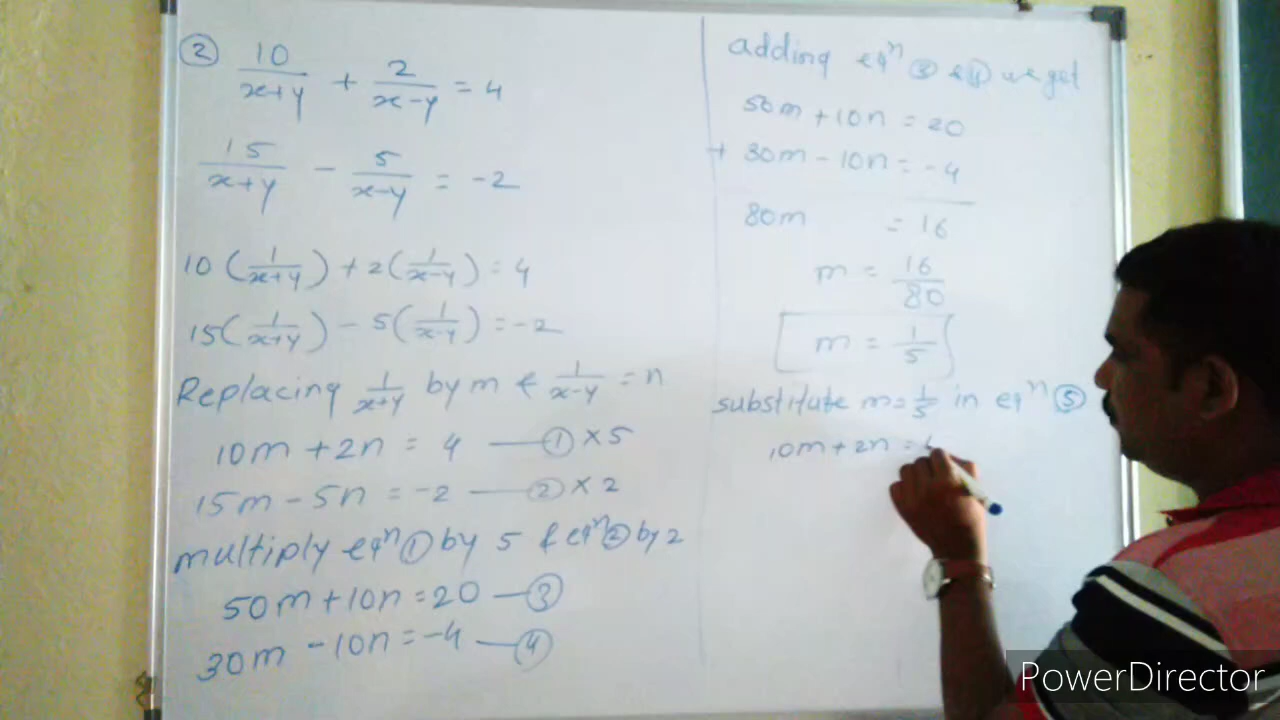 ② 10/x+y + 2/x-y = 4
15/x+y - 5/x-y = -2
10(1/x+y) + 2(1/x-y) = 4
15(1/x+y) - 5(1/x-y) = -2
Replacing 1/x+y by m & 1/x-y = n
10m + 2n = 4 — ① × 5
15m - 5n = -2 — ② × 2
multiply eqⁿ ① by 5 & eqⁿ ② by 2
50m + 10n = 20 — ③
30m - 10n = -4 — ④
adding eqⁿ ③ & ④ we get
50m + 10n = 20
+ 30m - 10n = -4
80m = 16
m = 16/80
m = 1/5
substitute m = 1/5 in eqⁿ ⑤
10m + 2n =
PowerDirector